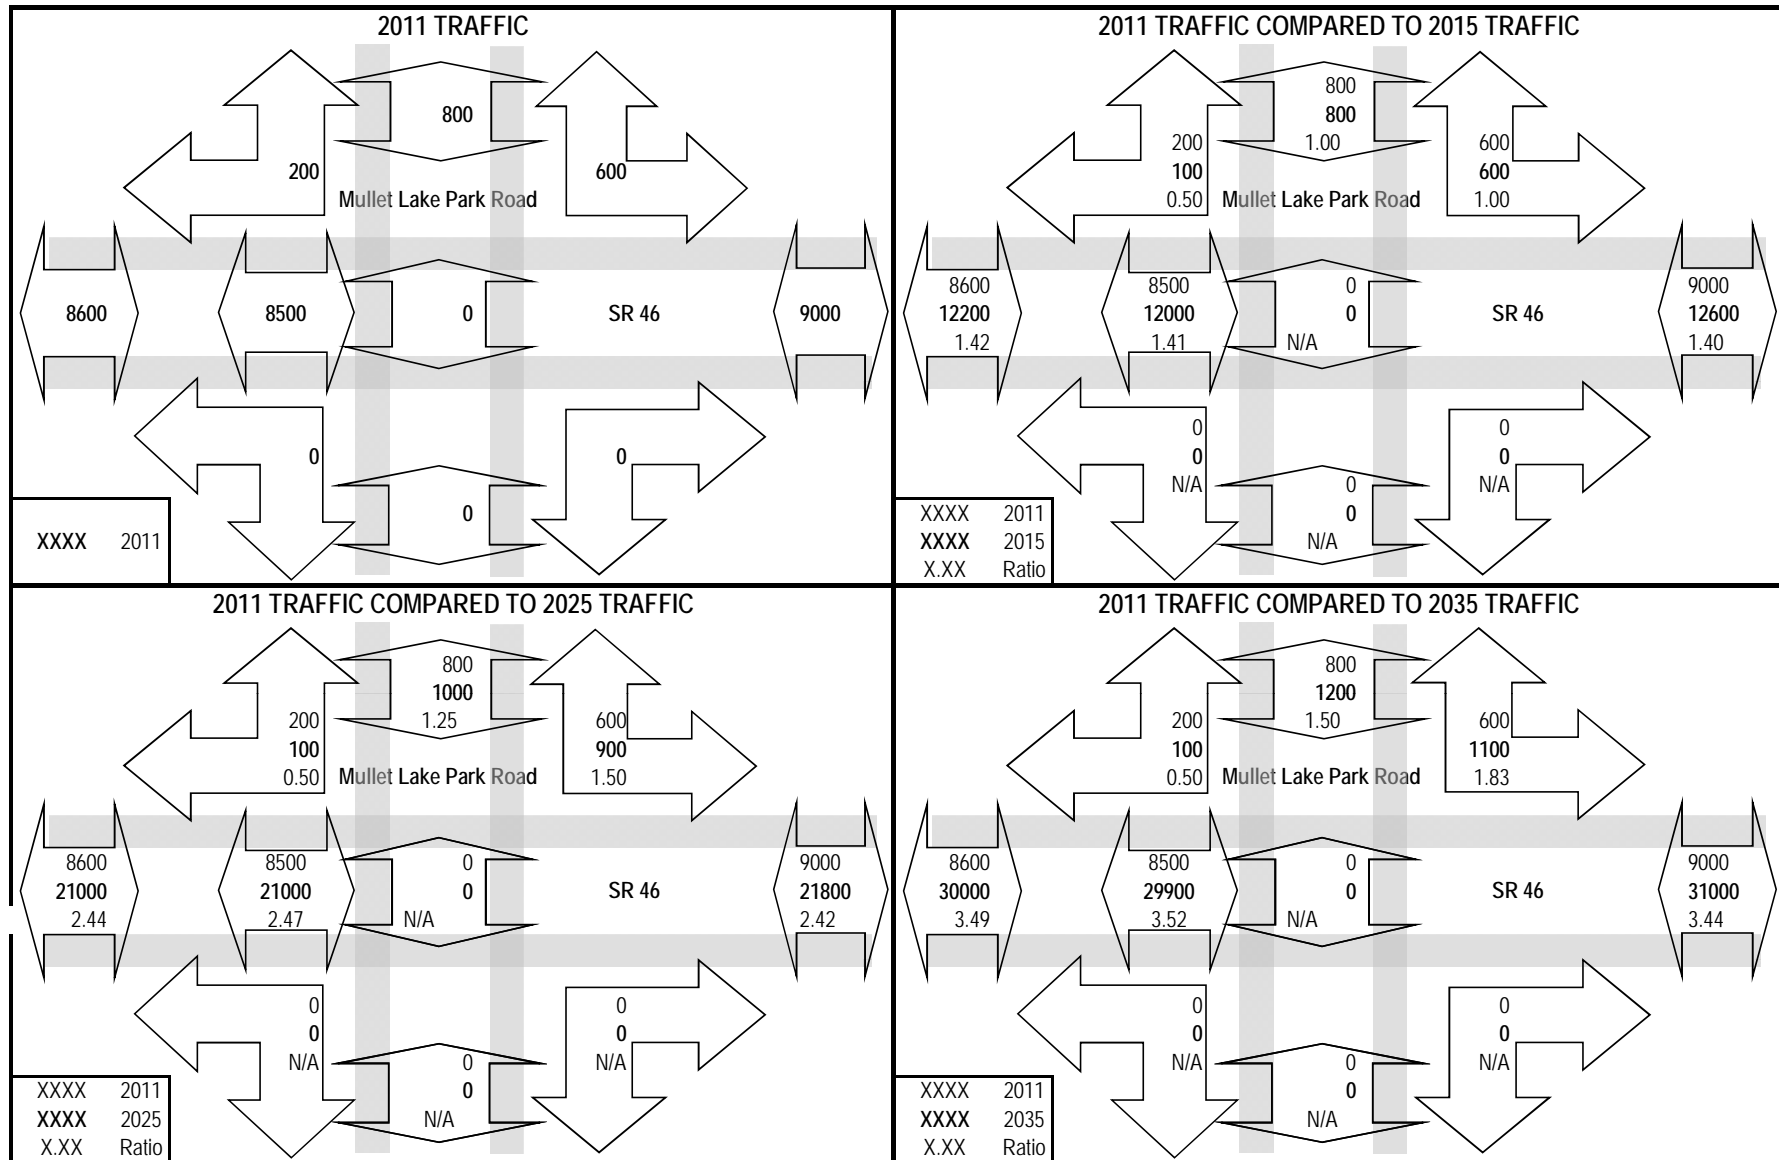 2011 TRAFFIC
800
200
600
Mullet Lake Park Road
8600
8500
0
SR 46
9000
0
0
0
XXXX 2011
2011 TRAFFIC COMPARED TO 2015 TRAFFIC
800
800
1.00
200
100
0.50
600
600
1.00
Mullet Lake Park Road
8600
12200
1.42
8500
12000
1.41
0
0
N/A
SR 46
9000
12600
1.40
0
0
N/A
0
0
N/A
0
0
N/A
XXXX 2011
XXXX 2015
X.XX Ratio
2011 TRAFFIC COMPARED TO 2025 TRAFFIC
800
1000
1.25
200
100
0.50
600
900
1.50
Mullet Lake Park Road
8600
21000
2.44
8500
21000
2.47
0
0
N/A
SR 46
9000
21800
2.42
0
0
N/A
0
0
N/A
0
0
N/A
XXXX 2011
XXXX 2025
X.XX Ratio
2011 TRAFFIC COMPARED TO 2035 TRAFFIC
800
1200
1.50
200
100
0.50
600
1100
1.83
Mullet Lake Park Road
8600
30000
3.49
8500
29900
3.52
0
0
N/A
SR 46
9000
31000
3.44
0
0
N/A
0
0
N/A
0
0
N/A
XXXX 2011
XXXX 2035
X.XX Ratio